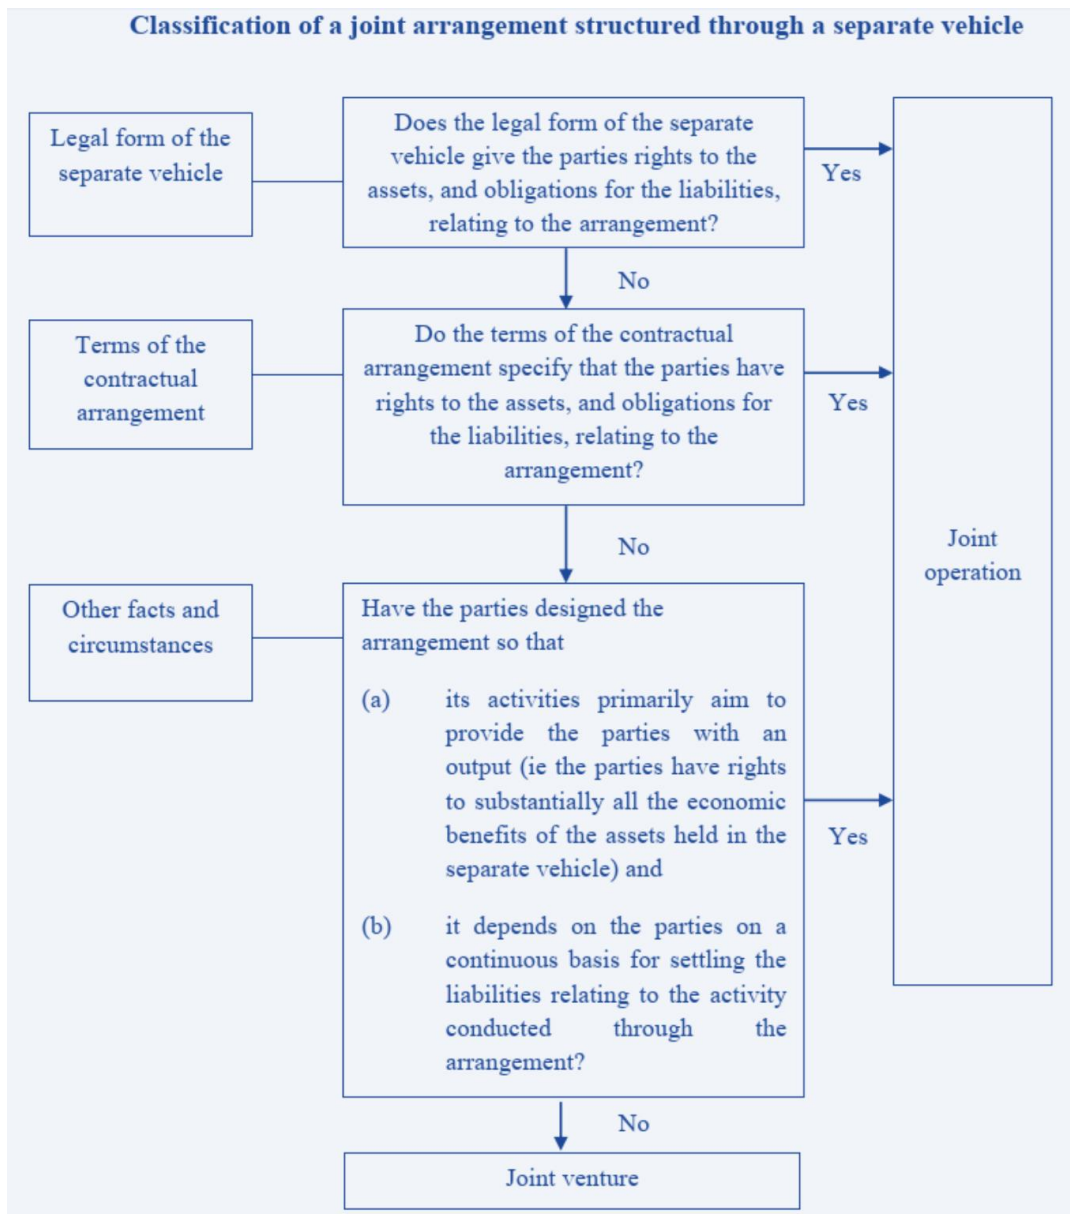 Classification of a joint arrangement structured through a separate vehicle
Legal form of the
separate vehicle
Does the legal form of the separate
vehicle give the parties rights to the
assets, and obligations for the liabilities,
relating to the arrangement?
Yes
No
Terms of the
contractual
arrangement
Do the terms of the contractual
arrangement specify that the parties have
rights to the assets, and obligations for
the liabilities, relating to the
arrangement?
Yes
No
Joint
operation
Other facts and
circumstances
Have the parties designed the
arrangement so that
(a) its activities primarily aim to
provide the parties with an
output (ie the parties have rights
to substantially all the economic
benefits of the assets held in the
separate vehicle) and
Yes
(b) it depends on the parties on a
continuous basis for settling the
liabilities relating to the activity
conducted through the
arrangement?
No
Joint venture